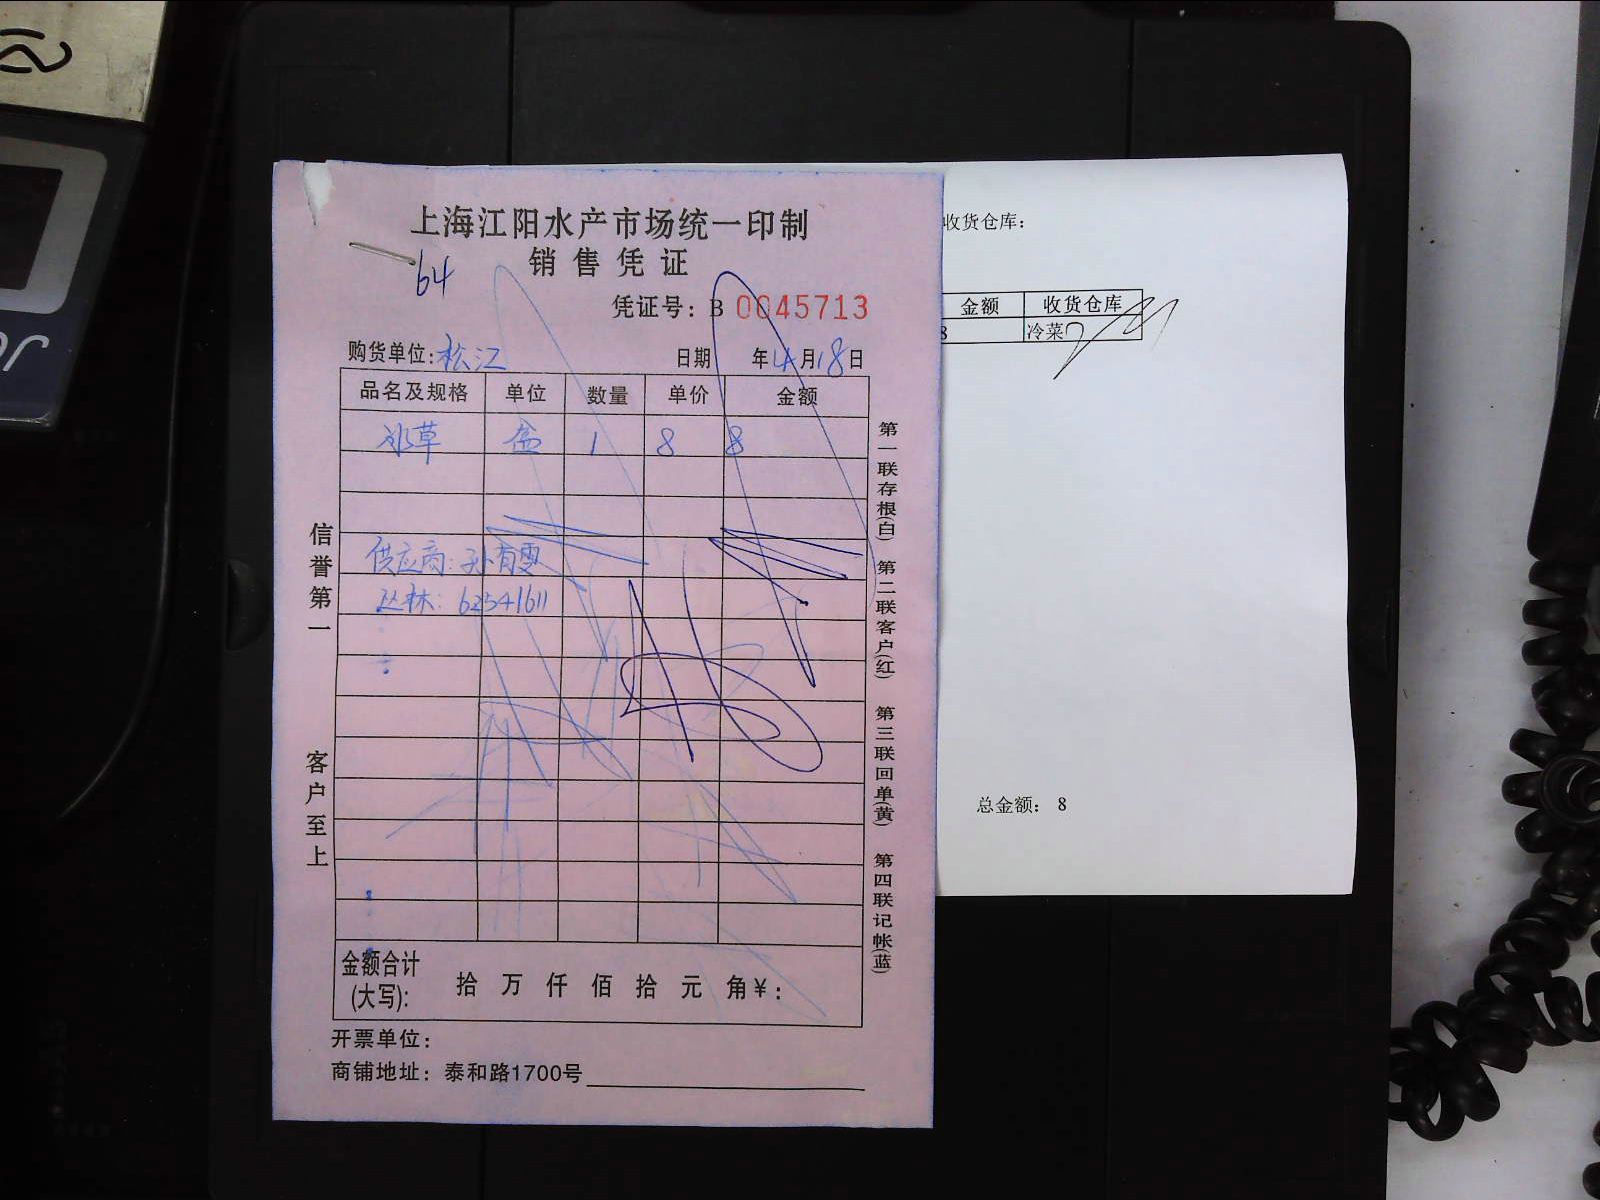 上海江阳水产市场统一印制
销售凭证
64
凭证号：B 0045713
购货单位：松江 日期 年4月18日
品名及规格 单位 数量 单价 金额
冰草 盒 1 8 8
供应商：孙有雯
62541611
金额合计(大写)： 拾 万 仟 佰 拾 元 角¥：
开票单位：
商铺地址：泰和路1700号
信誉第一 客户至上
第一联存根(白) 第二联客户(红) 第三联回单(黄) 第四联记帐(蓝)
收货仓库：
金额 收货仓库
8 冷菜
总金额： 8